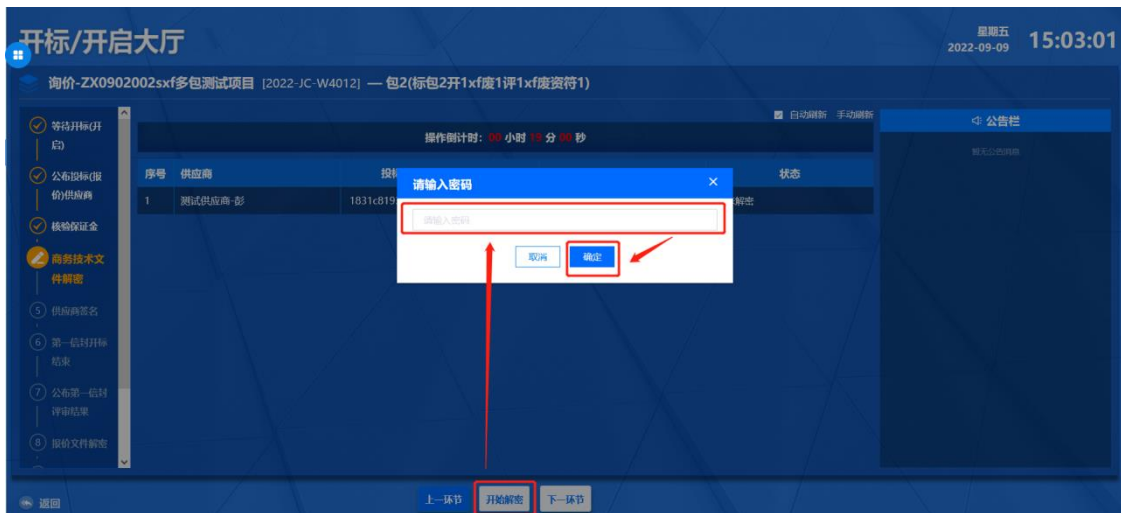 开标/开启大厅
星期五
2022-09-09
15:03:01
询价-ZX0902002sxf多包测试项目 [2022-JC-W4012] — 包2(标包2开1xf废1评1xf废资符1)
等待开标(开
启)
公布投标(报
价)供应商
核验保证金
商务技术文
件解密
5 供应商签名
6 第一信封开标
结束
7 公布第一信封
评审结果
8 报价文件解密
自动刷新 手动刷新
操作倒计时: 00 小时 19 分 00 秒
序号 供应商 投标 状态
1 测试供应商-彭 1831c819 解密
请输入密码 ×
请输入密码
取消 确定
公告栏
暂无公告消息
返回
上一环节 开始解密 下一环节